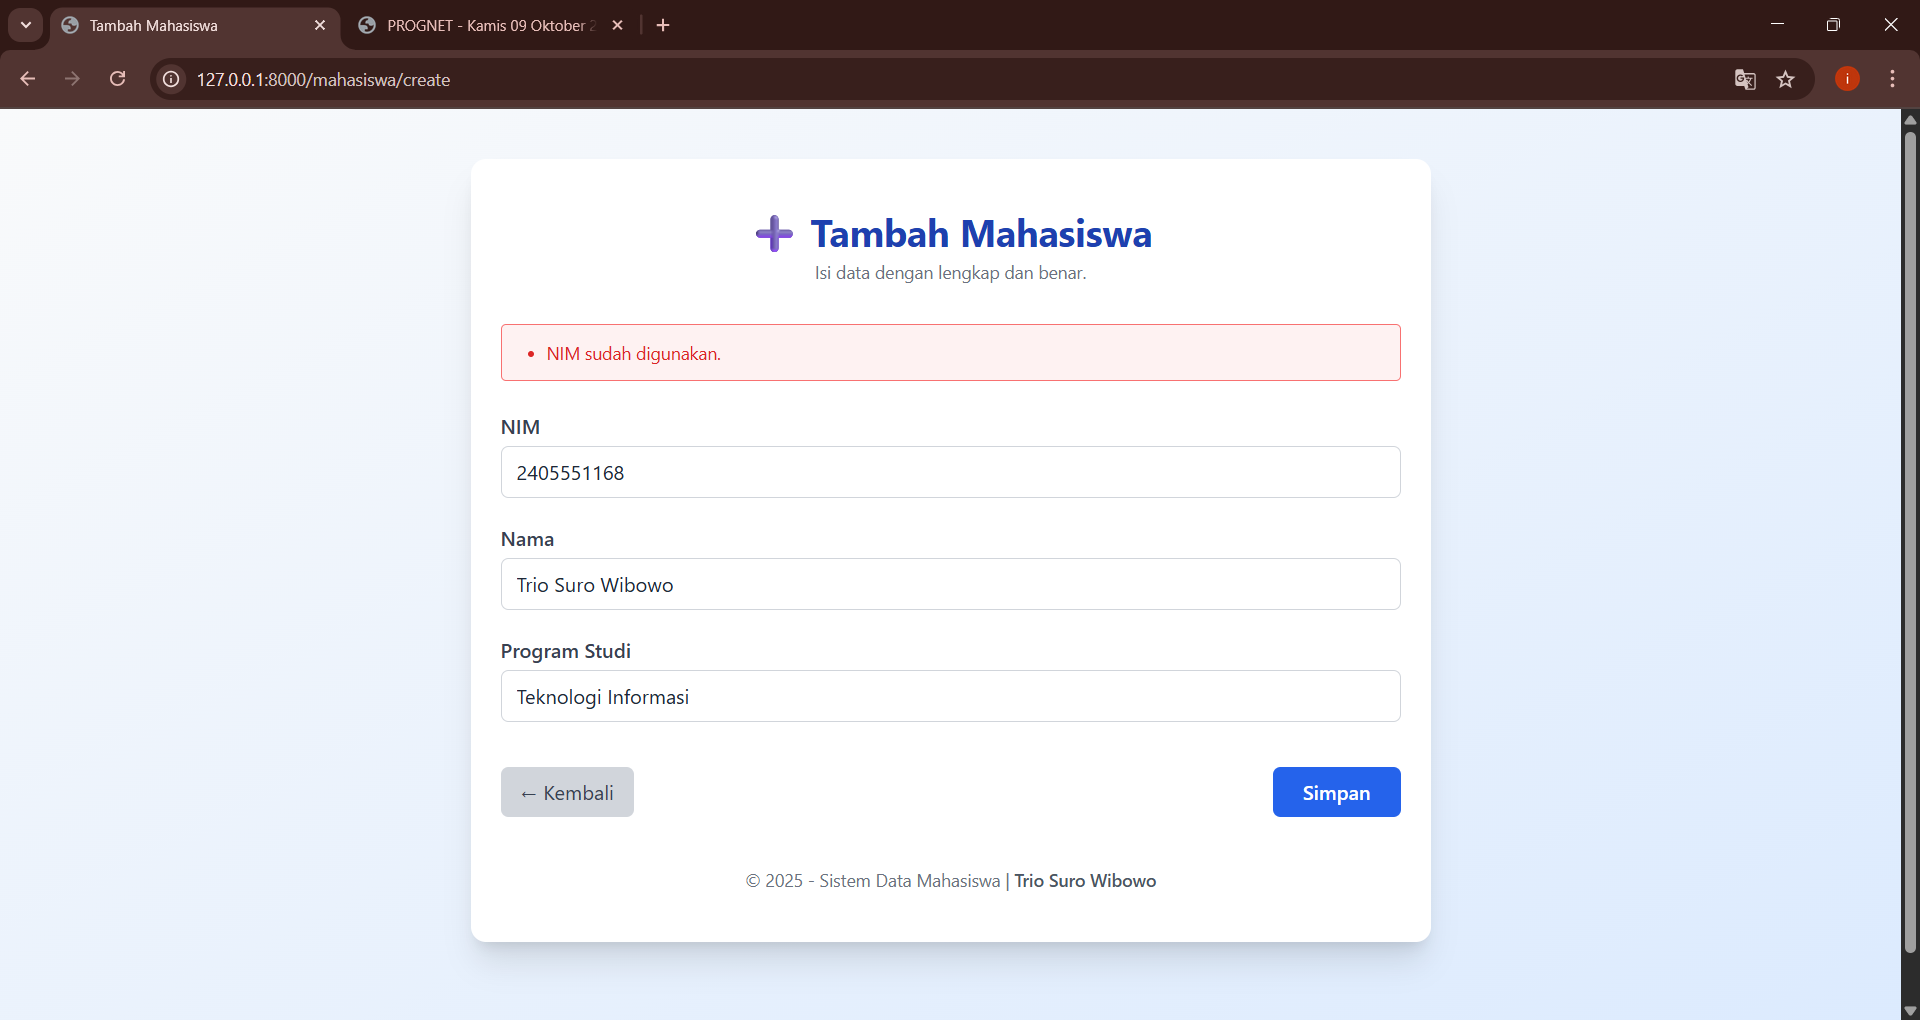 Tambah Mahasiswa
PROGNET - Kamis 09 Oktober
127.0.0.1:8000/mahasiswa/create
i
Tambah Mahasiswa
Isi data dengan lengkap dan benar.
• NIM sudah digunakan.
NIM
2405551168
Nama
Trio Suro Wibowo
Program Studi
Teknologi Informasi
← Kembali
Simpan
© 2025 - Sistem Data Mahasiswa | Trio Suro Wibowo